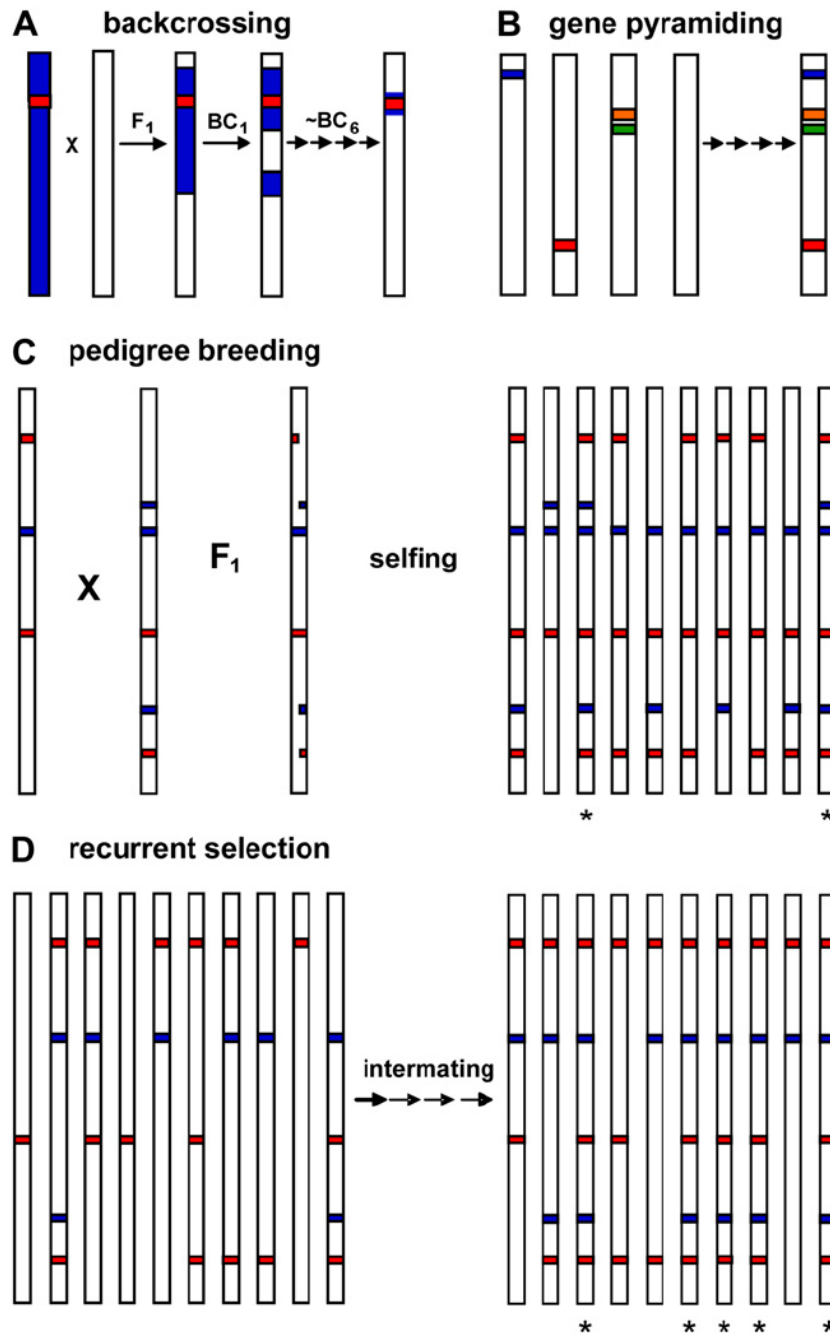 A backcrossing
B gene pyramiding
X F₁ BC₁ ~BC₆
C pedigree breeding
X F₁ selfing
* *
D recurrent selection
intermating
* * * * *